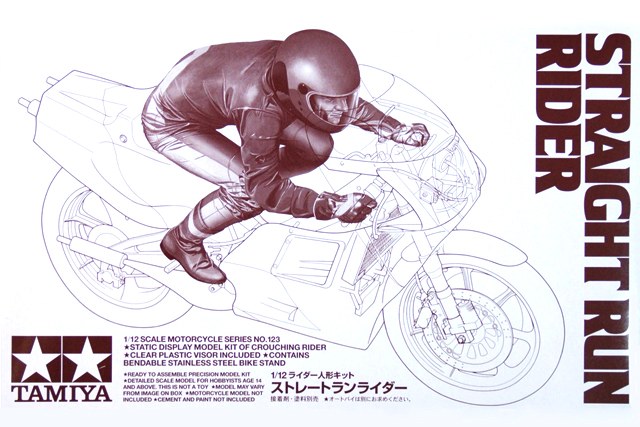 STRAIGHT RUN
RIDER
1/12 SCALE MOTORCYCLE SERIES NO.123
★STATIC DISPLAY MODEL KIT OF CROUCHING RIDER
★CLEAR PLASTIC VISOR INCLUDED ★CONTAINS
BENDABLE STAINLESS STEEL BIKE STAND
★READY TO ASSEMBLE PRECISION MODEL KIT
★DETAILED SCALE MODEL FOR HOBBYISTS AGE 14
AND ABOVE. THIS IS NOT A TOY ★MODEL MAY VARY
FROM IMAGE ON BOX ★MOTORCYCLE MODEL NOT
INCLUDED ★CEMENT AND PAINT NOT INCLUDED
TAMIYA
1/12 ライダー人形キット
ストレートランライダー
接着剤・塗料別売 ★オートバイは別にお求めください。